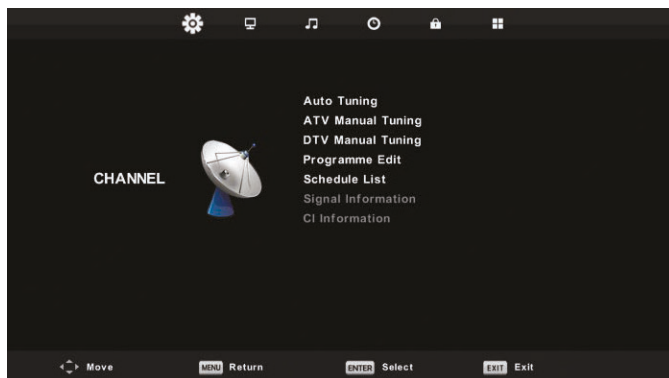 Auto Tuning
ATV Manual Tuning
DTV Manual Tuning
Programme Edit
CHANNEL
Schedule List
Signal Information
CI Information
Move
MENU Return
ENTER Select
EXIT Exit